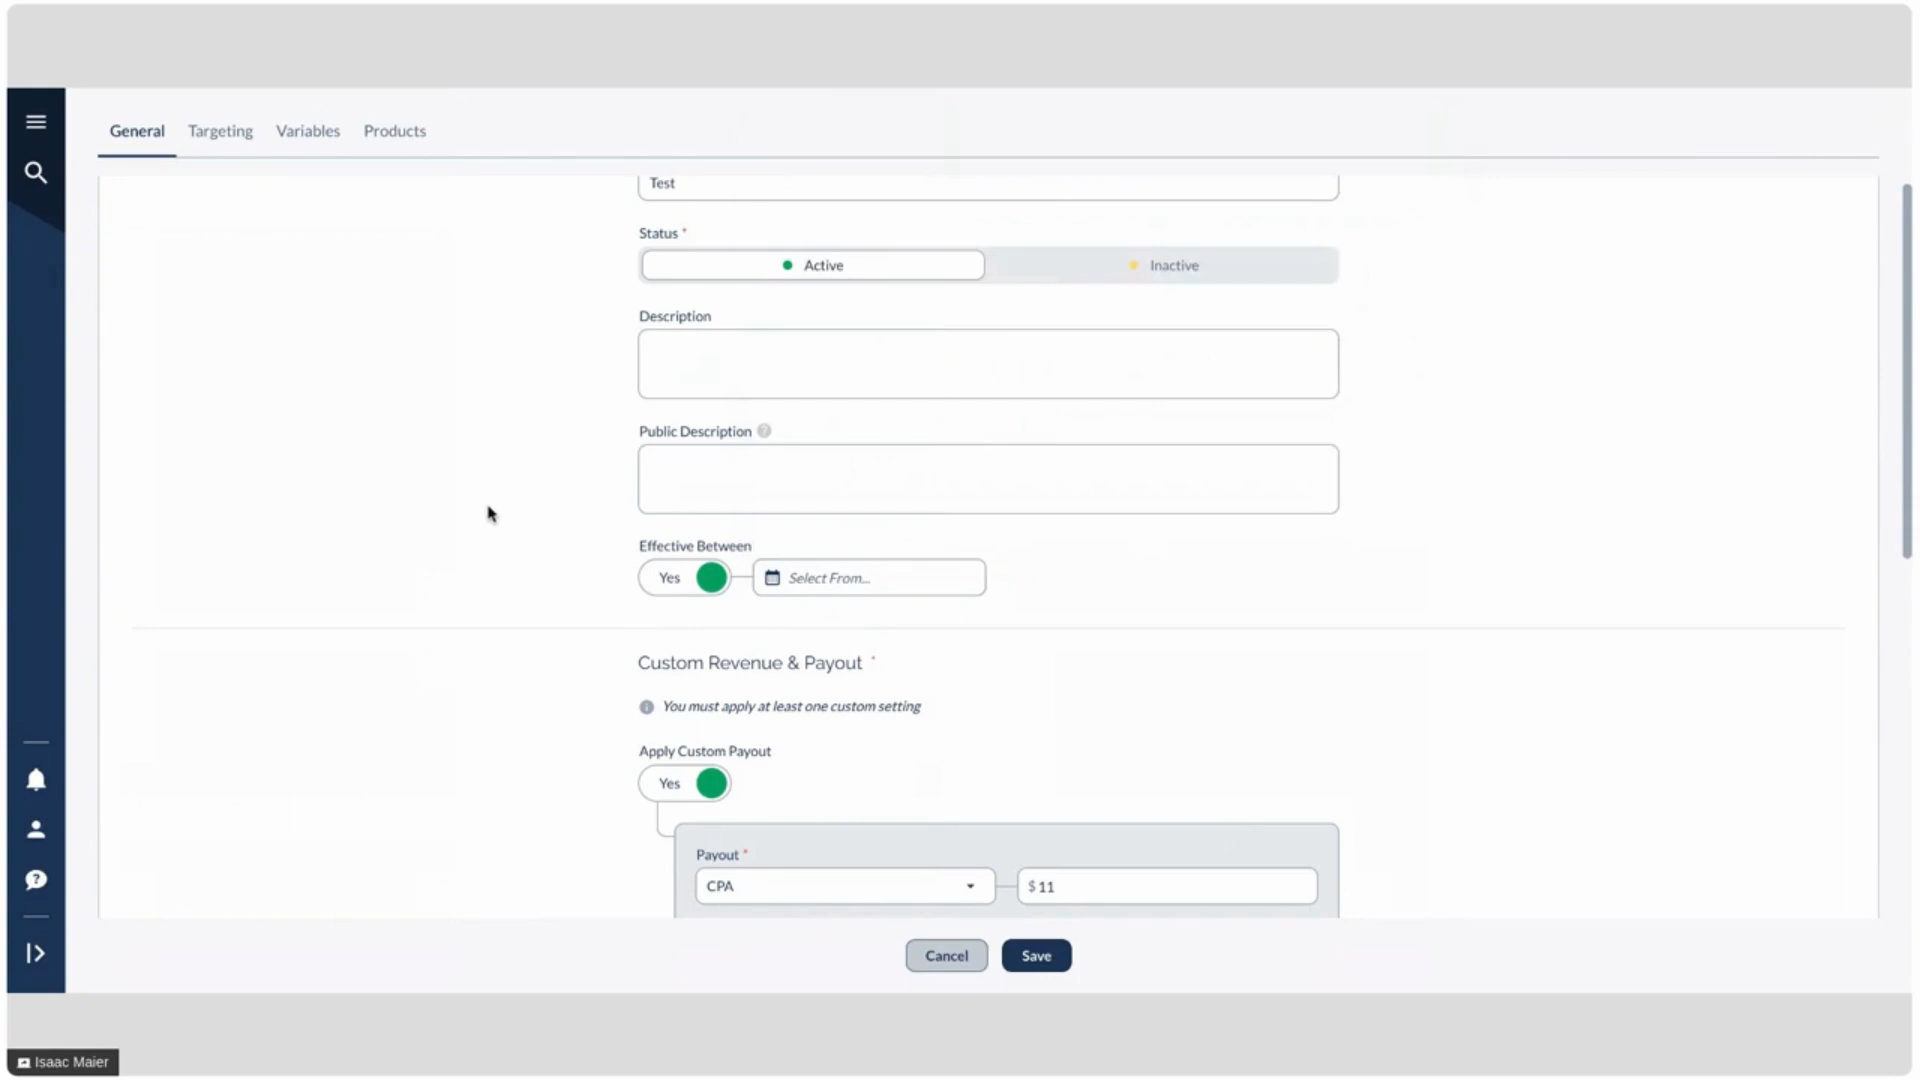 General Targeting Variables Products
Test
Status *
Active Inactive
Description
Public Description ?
Effective Between
Yes Select From...
Custom Revenue & Payout *
You must apply at least one custom setting
Apply Custom Payout
Yes
Payout *
CPA $ 11
Cancel Save
Isaac Maier